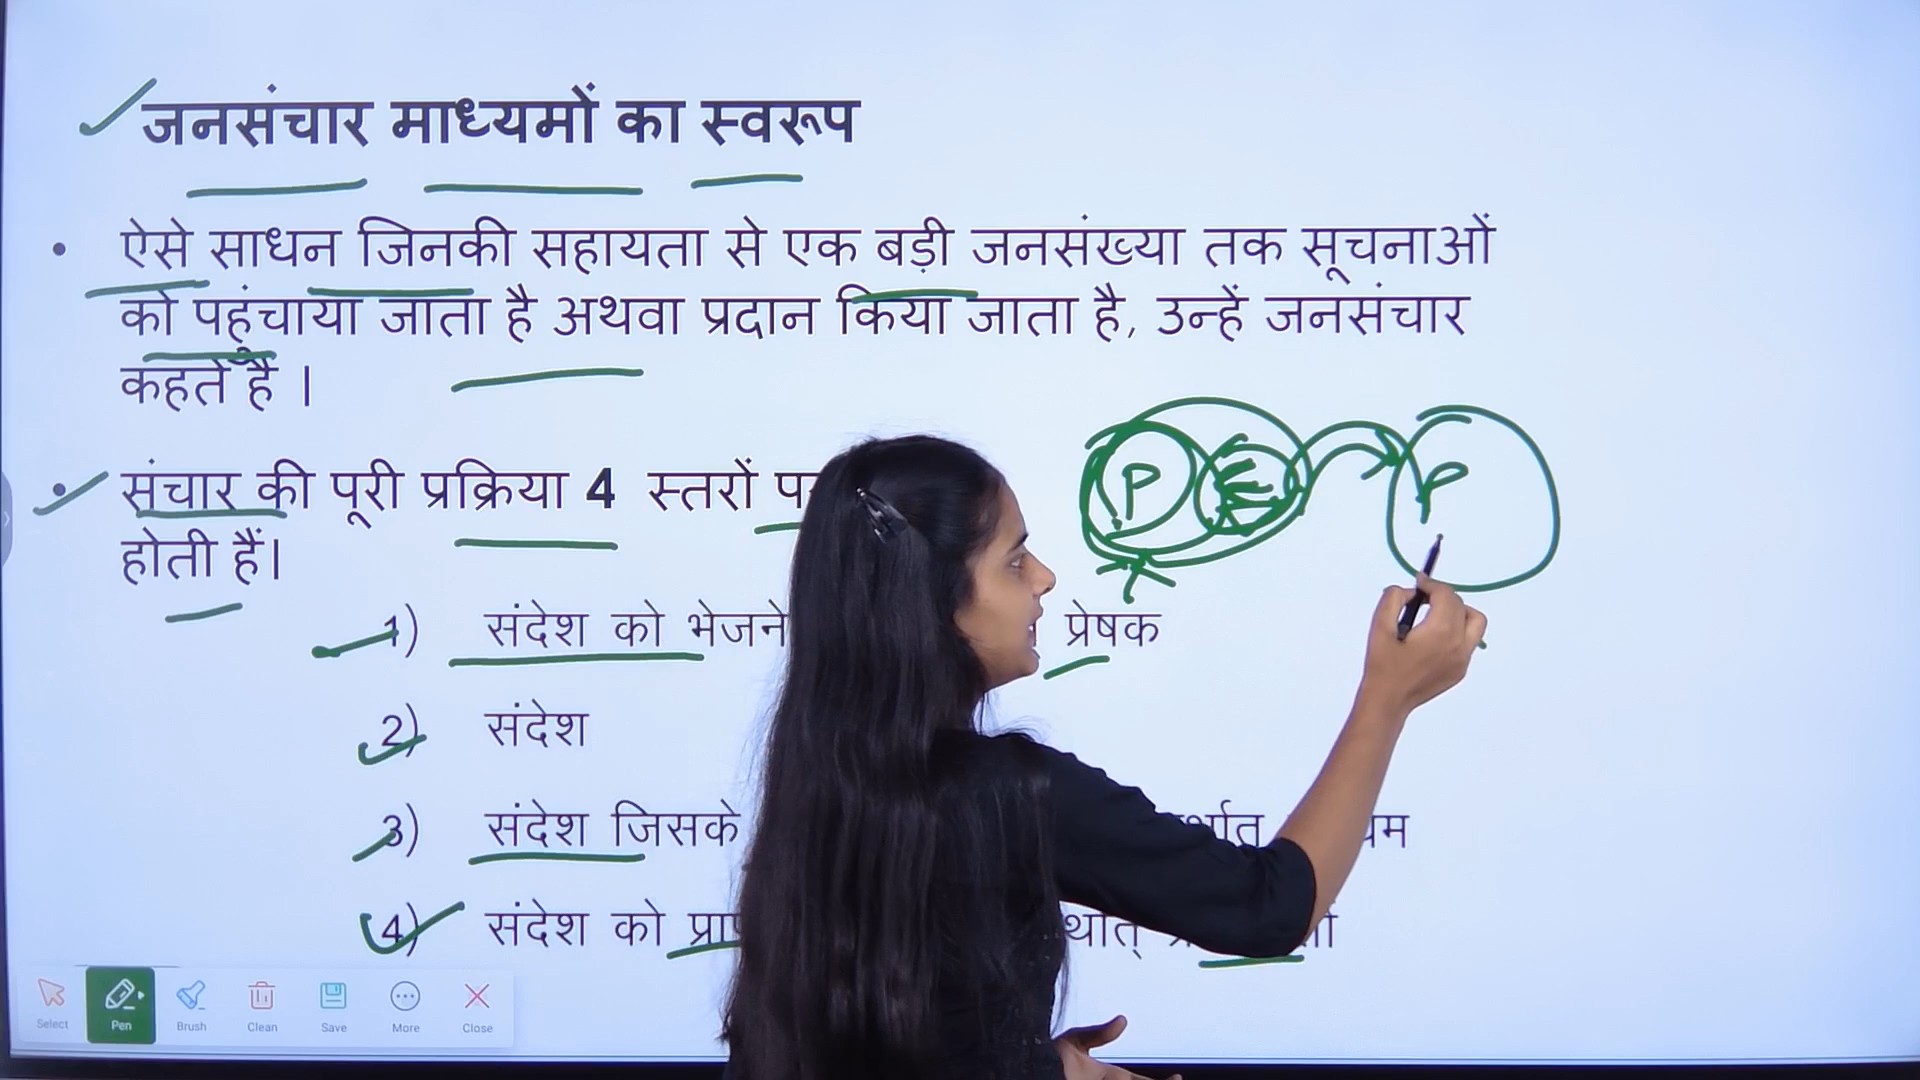 जनसंचार माध्यमों का स्वरूप
• ऐसे साधन जिनकी सहायता से एक बड़ी जनसंख्या तक सूचनाओं
को पहुंचाया जाता है अथवा प्रदान किया जाता है, उन्हें जनसंचार
कहते हैं ।
• संचार की पूरी प्रक्रिया 4 स्तरों
होती हैं।
1) संदेश को प्रेषक
2) संदेश
3) संदेश जिसके
4) संदेश को
P
P
Select Pen Brush Clean Save More Close